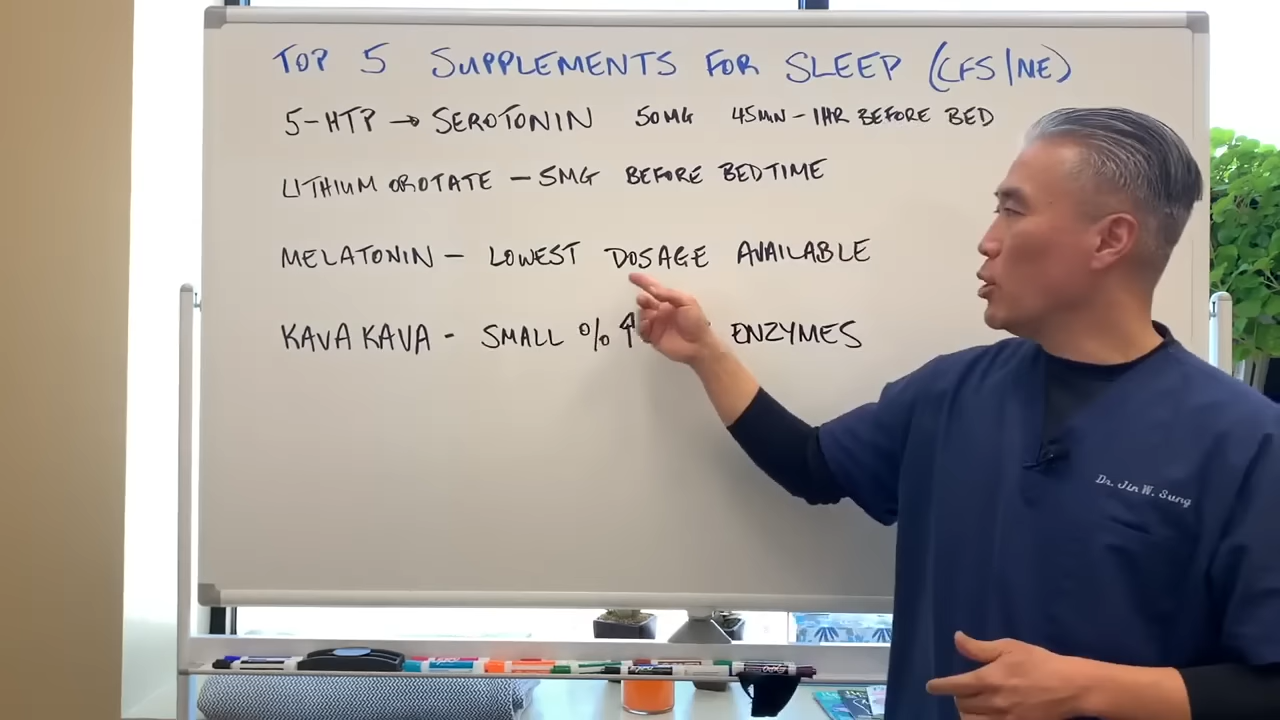 TOP 5 SUPPLEMENTS FOR SLEEP (CFS/ME)
5-HTP → SEROTONIN 50MG 45MIN-1HR BEFORE BED
LITHIUM OROTATE - 5MG BEFORE BEDTIME
MELATONIN - LOWEST DOSAGE AVAILABLE
KAVA KAVA - SMALL % ↑ ENZYMES
Dr. Jin W. Sung